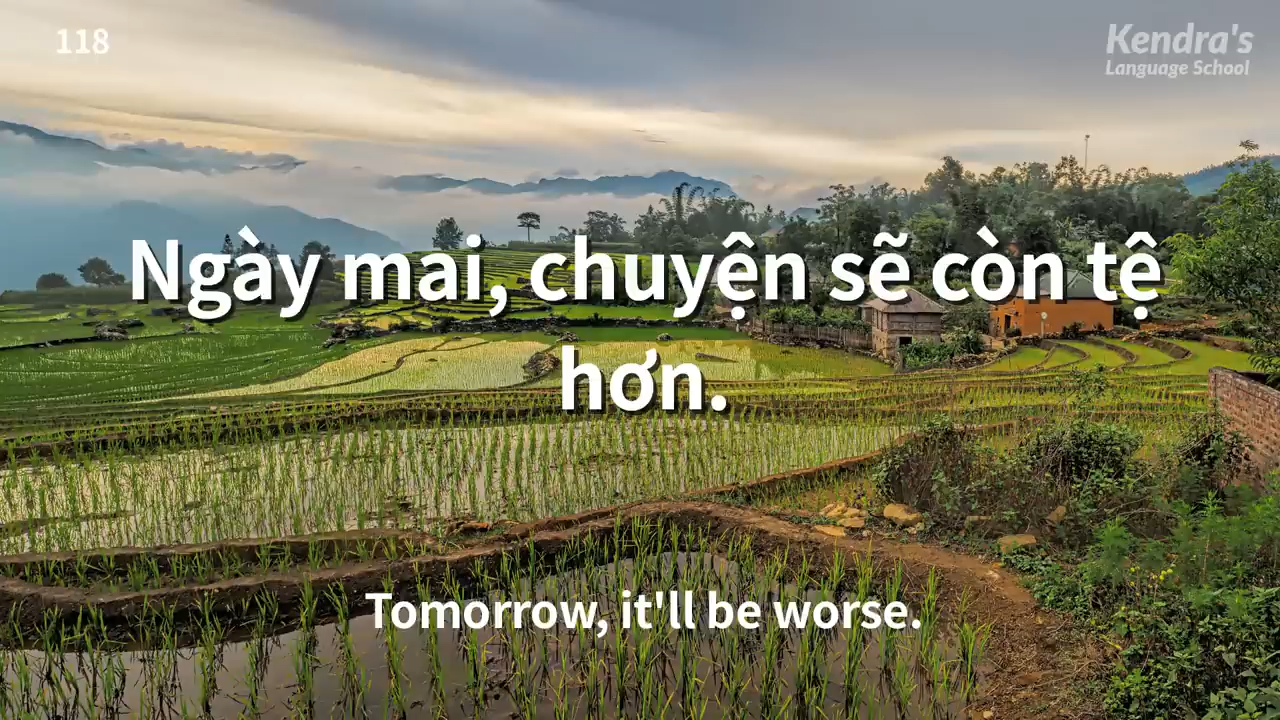 118
Kendra's
Language School
Ngày mai, chuyện sẽ còn tệ
hơn.
Tomorrow, it'll be worse.